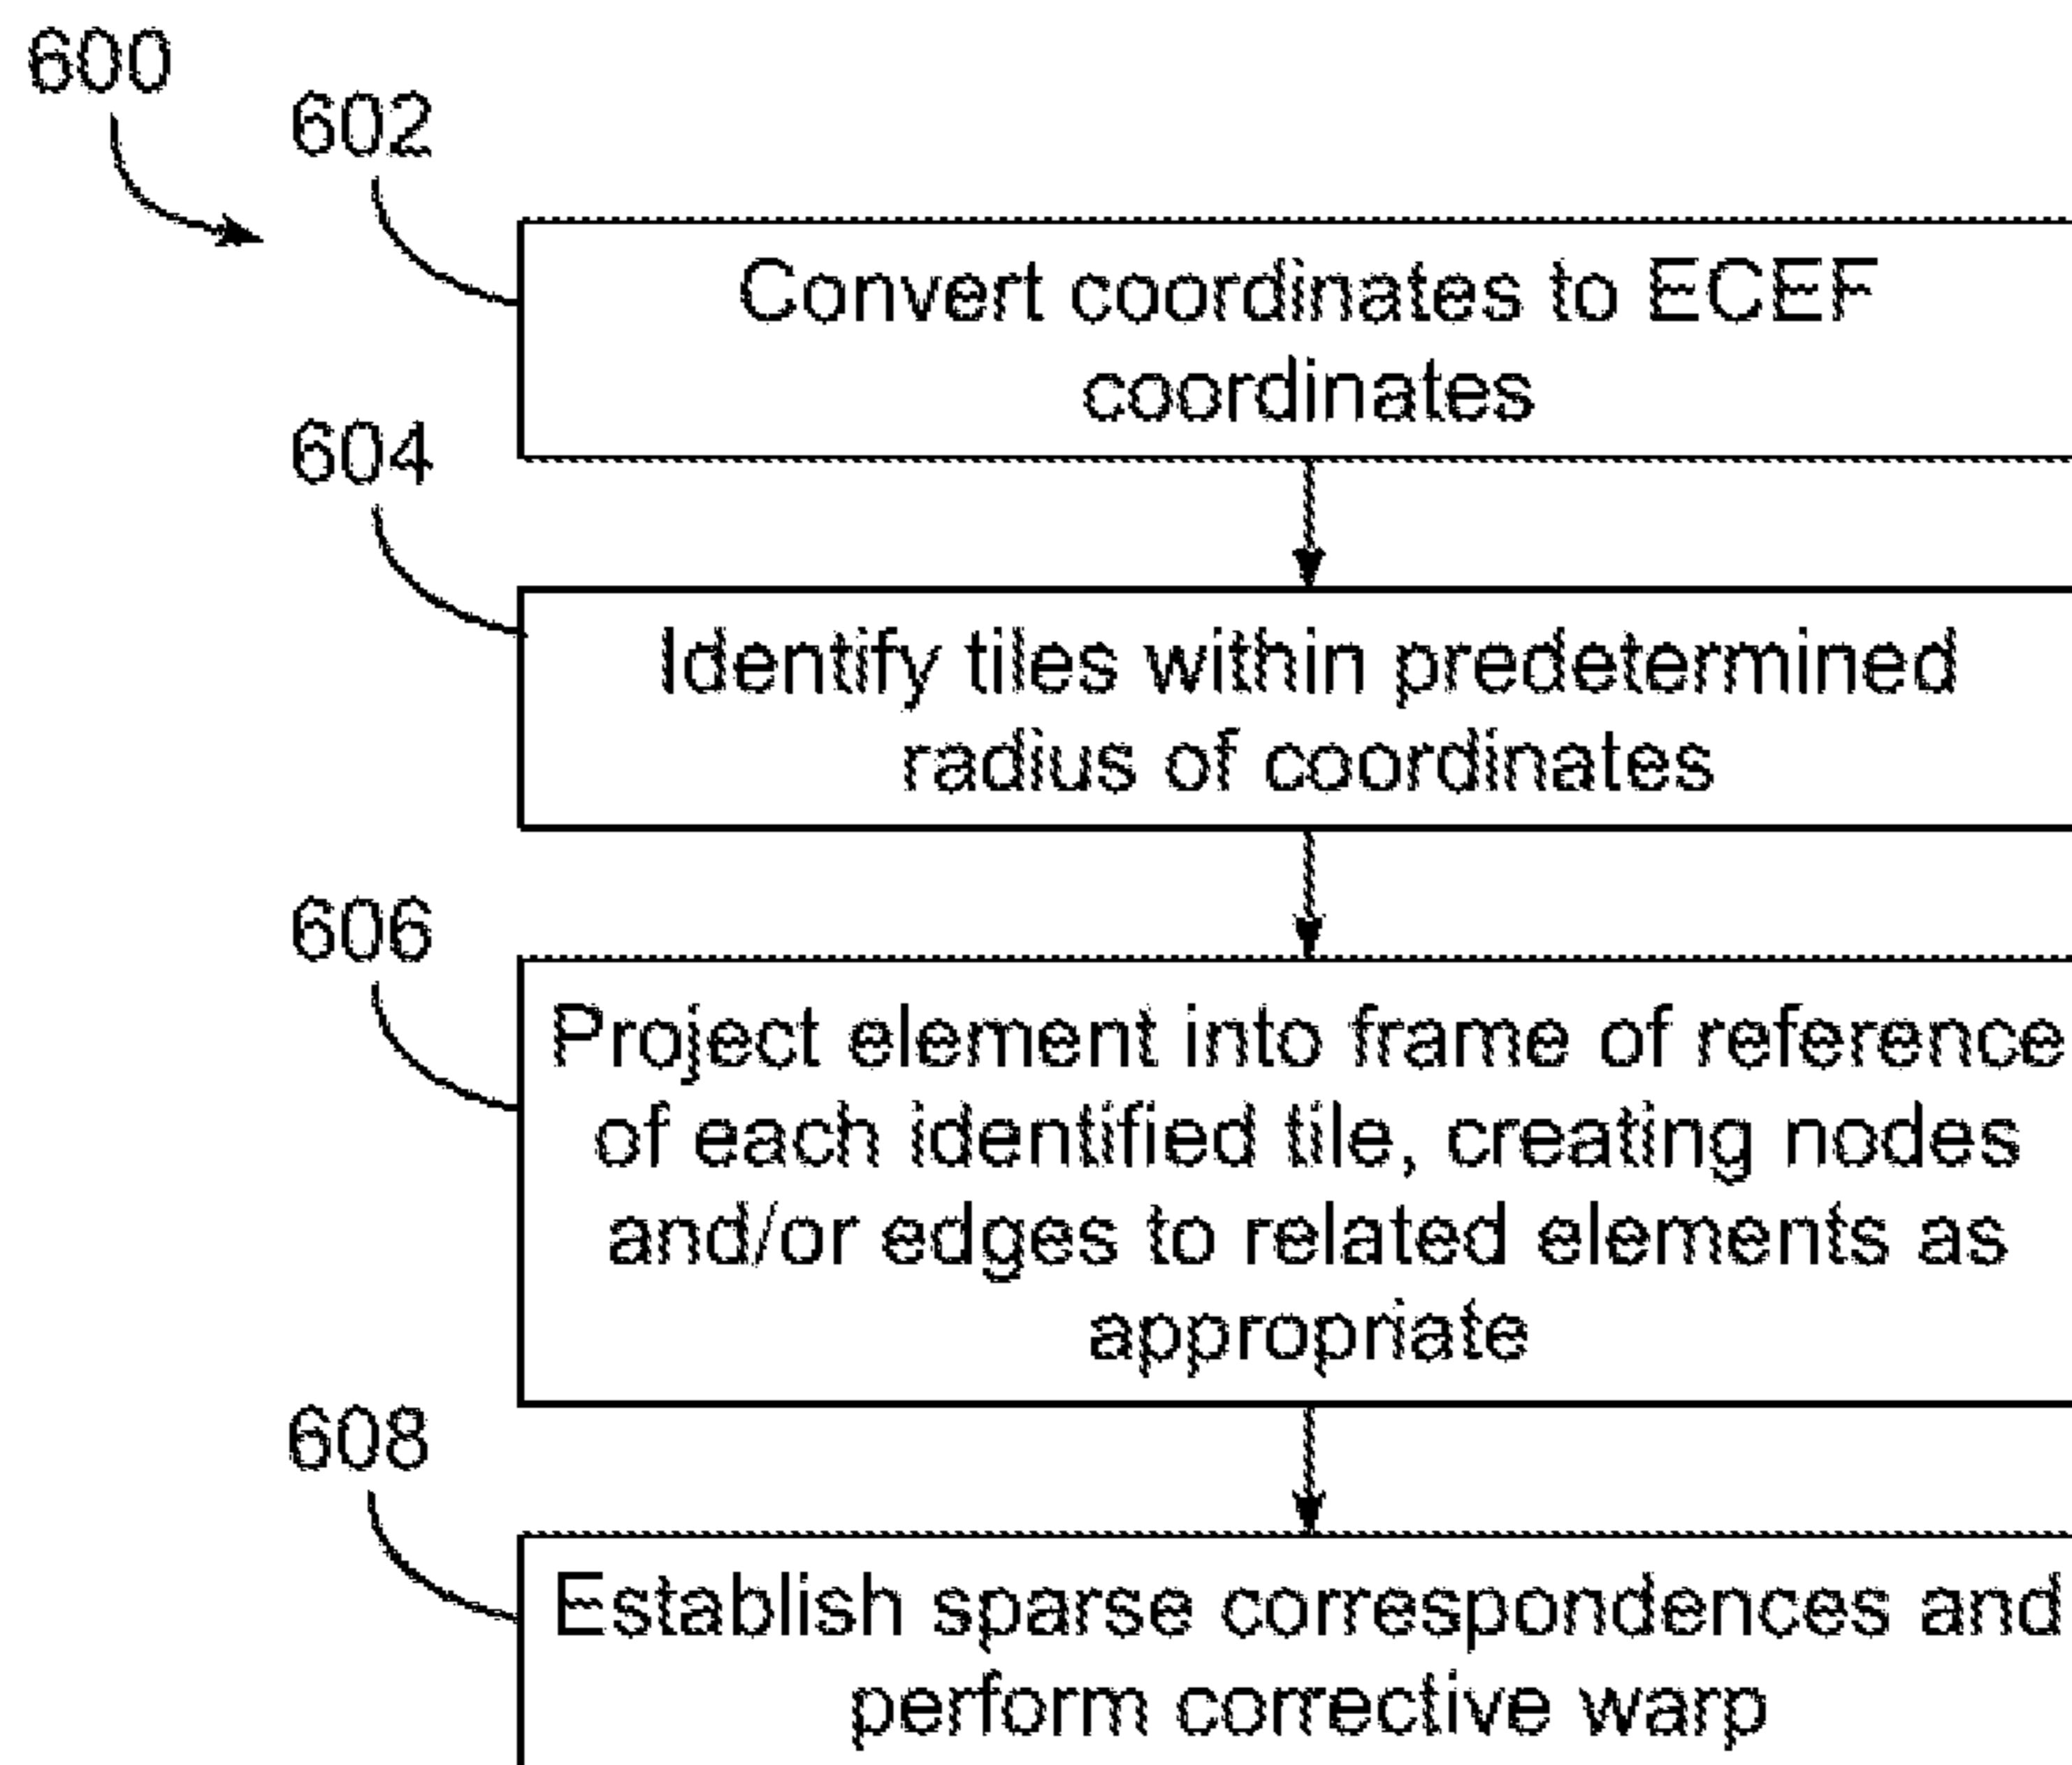 600
602
Convert coordinates to ECEF
coordinates
604
Identify tiles within predetermined
radius of coordinates
606
Project element into frame of reference
of each identified tile, creating nodes
and/or edges to related elements as
appropriate
608
Establish sparse correspondences and
perform corrective warp